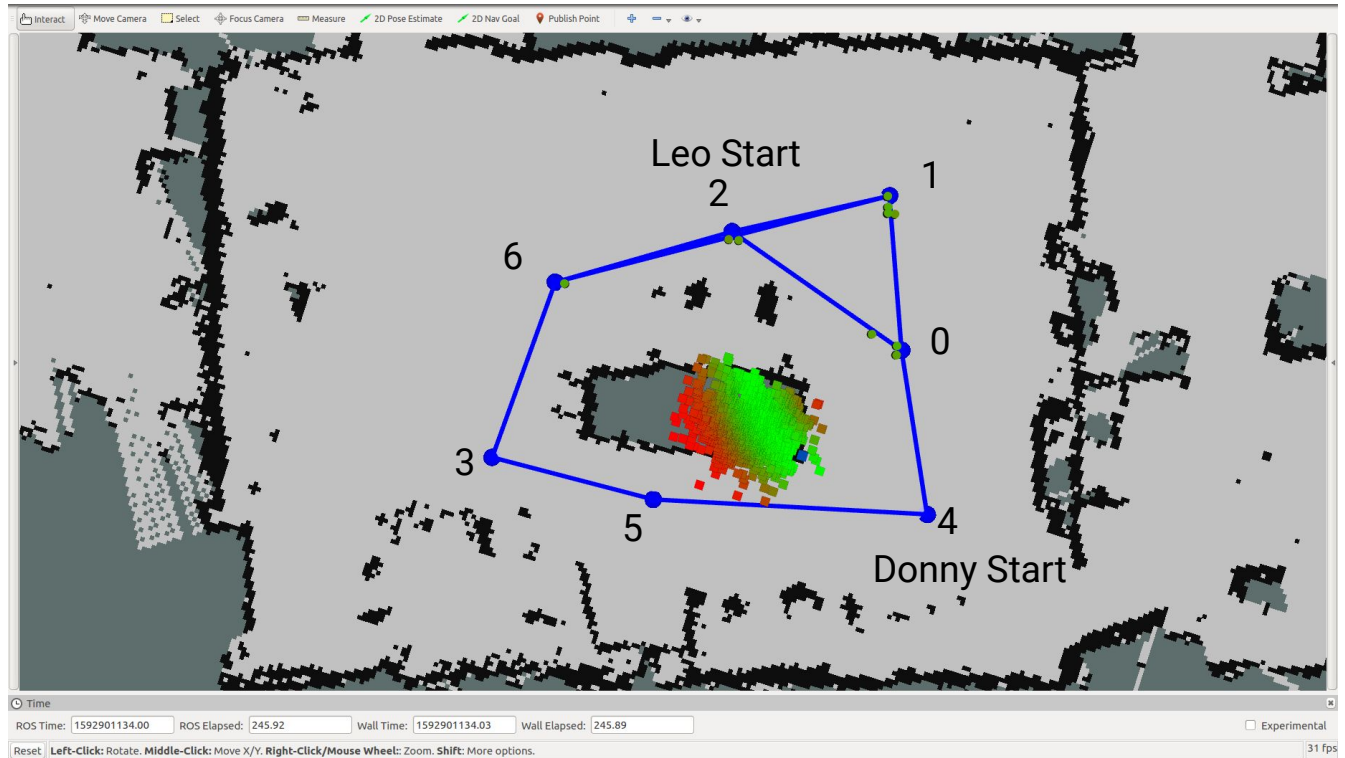 Interact Move Camera Select Focus Camera Measure 2D Pose Estimate 2D Nav Goal Publish Point
Leo Start
1
2
6
0
3
5
4
Donny Start
Time
ROS Time: 1592901134.00 ROS Elapsed: 245.92 Wall Time: 1592901134.03 Wall Elapsed: 245.89 Experimental
Reset Left-Click: Rotate. Middle-Click: Move X/Y. Right-Click/Mouse Wheel:: Zoom. Shift: More options. 31 fps